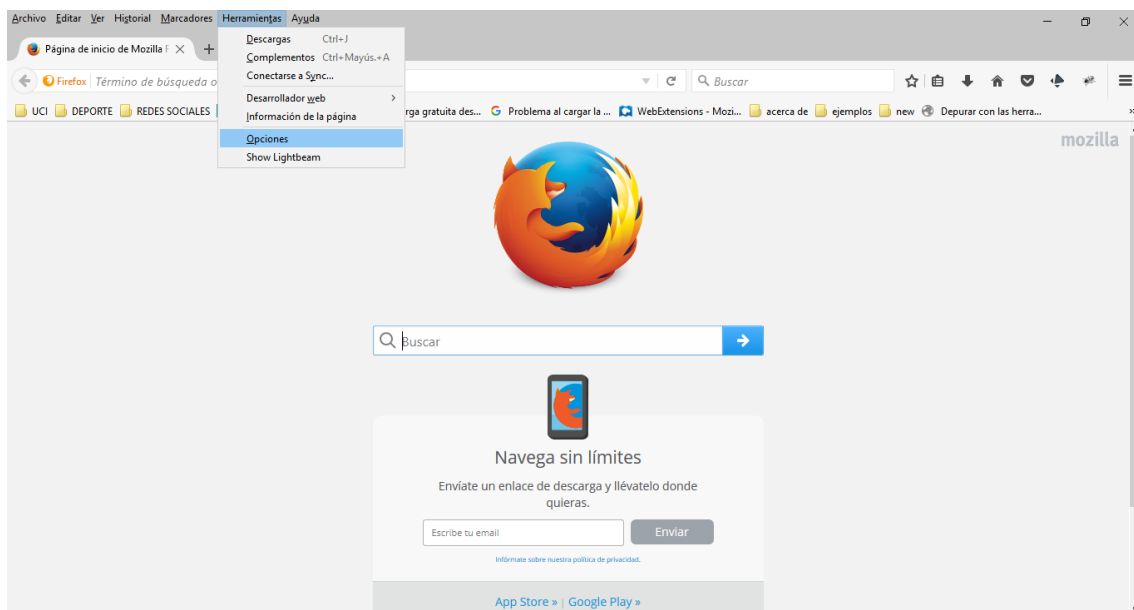 Archivo Editar Ver Historial Marcadores Herramientas Ayuda
Página de inicio de Mozilla F
Descargas Ctrl+J
Complementos Ctrl+Mayús.+A
Conectarse a Sync...
Desarrollador web
Información de la página
Opciones
Show Lightbeam
Firefox Término de búsqueda o
Buscar
UCI DEPORTE REDES SOCIALES rga gratuita des... G Problema al cargar la ... WebExtensions - Mozi... acerca de ejemplos new Depurar con las herra...
mozilla
Buscar
Navega sin límites
Envíate un enlace de descarga y llévatelo donde
quieras.
Escribe tu email
Enviar
Infórmate sobre nuestra política de privacidad.
App Store » | Google Play »